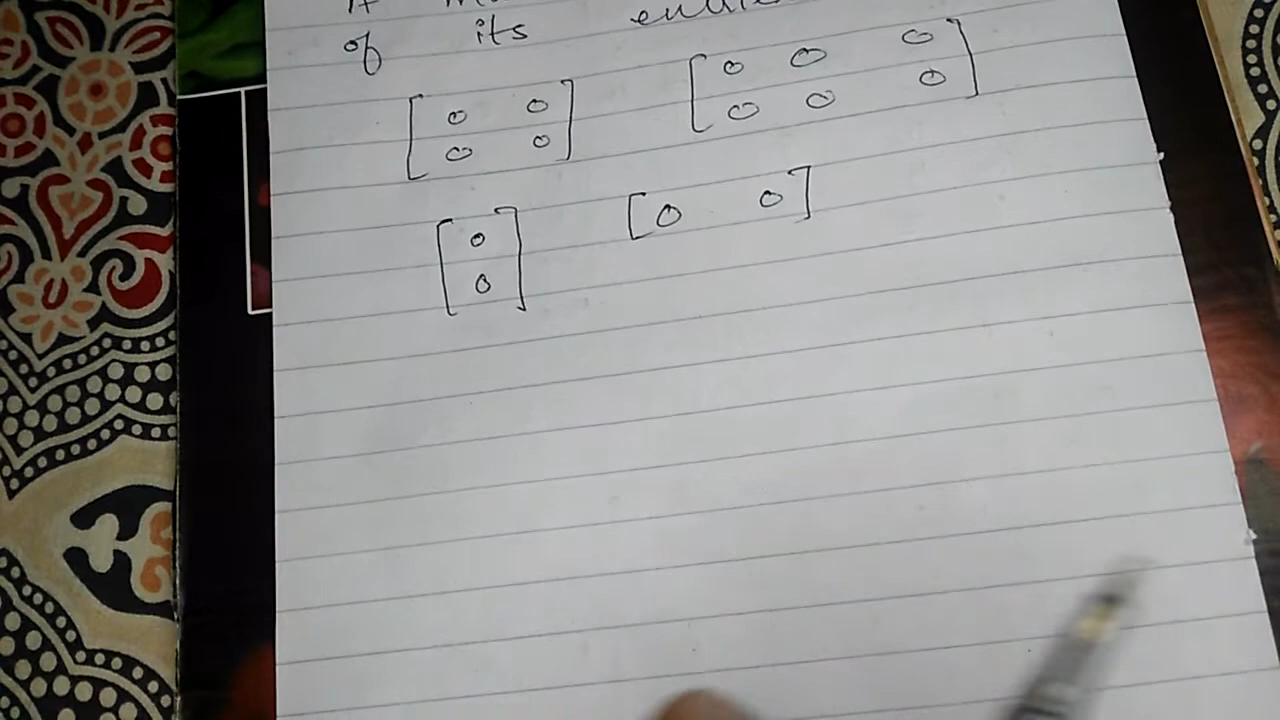 of its
[0 0 [0 0 0
0 0] 0 0 0]
[0 [0 0]
0]